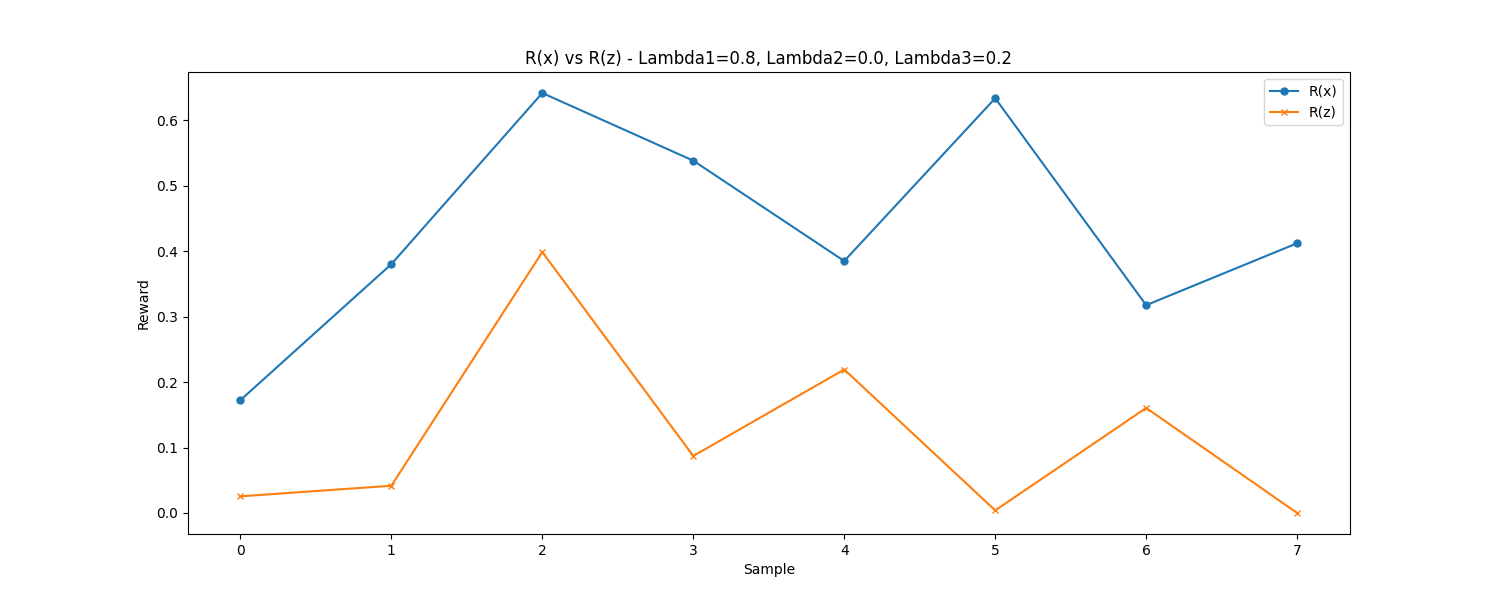 R(x) vs R(z) - Lambda1=0.8, Lambda2=0.0, Lambda3=0.2
R(x)
R(z)
0.6
0.5
0.4
0.3
0.2
0.1
0.0
Reward
0 1 2 3 4 5 6 7
Sample